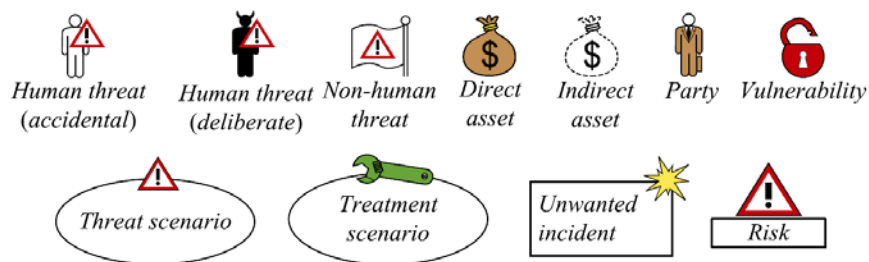 Human threat
(accidental)
Human threat
(deliberate)
Non-human
threat
$
Direct
asset
$
Indirect
asset
Party
Vulnerability
Threat scenario
Treatment
scenario
Unwanted
incident
!
Risk